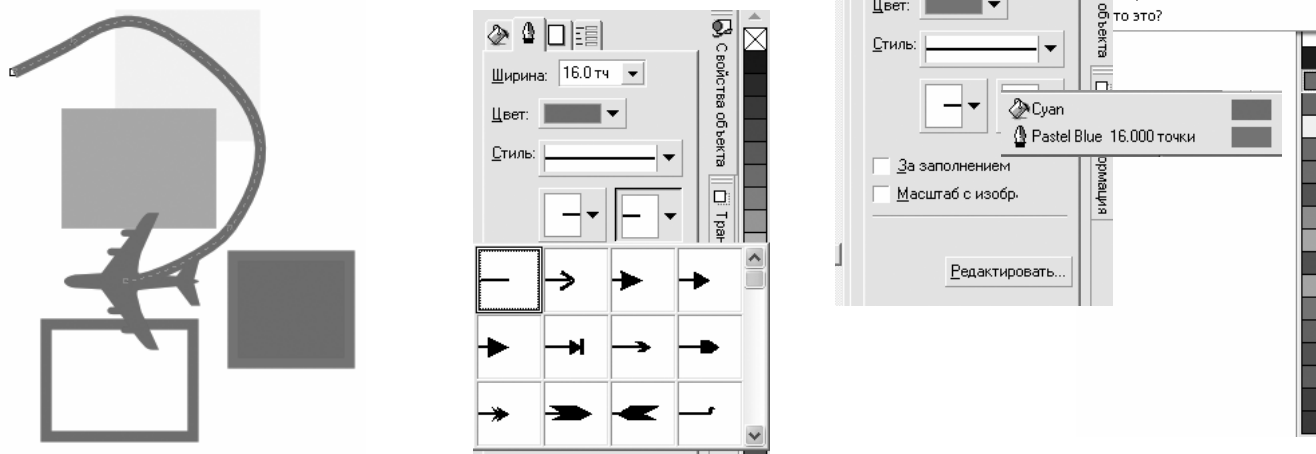 Ширина: 16.0 тч
Цвет:
Стиль:
Свойства объекта
Тран
Цвет:
Стиль:
За заполнением
Масштаб с изобр.
Редактировать...
объекта
ормация
то это?
Cyan
Pastel Blue 16.000 точки